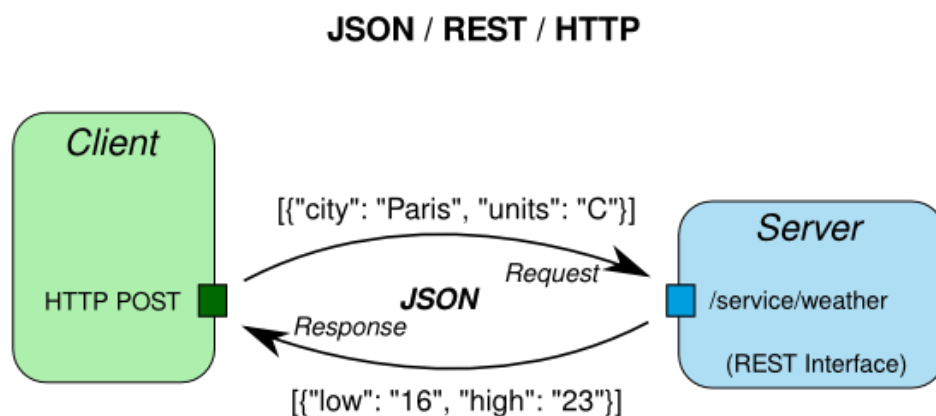 JSON / REST / HTTP
Client
[{"city": "Paris", "units": "C"}]
Server
Request
HTTP POST
JSON
/service/weather
Response
(REST Interface)
[{"low": "16", "high": "23"}]